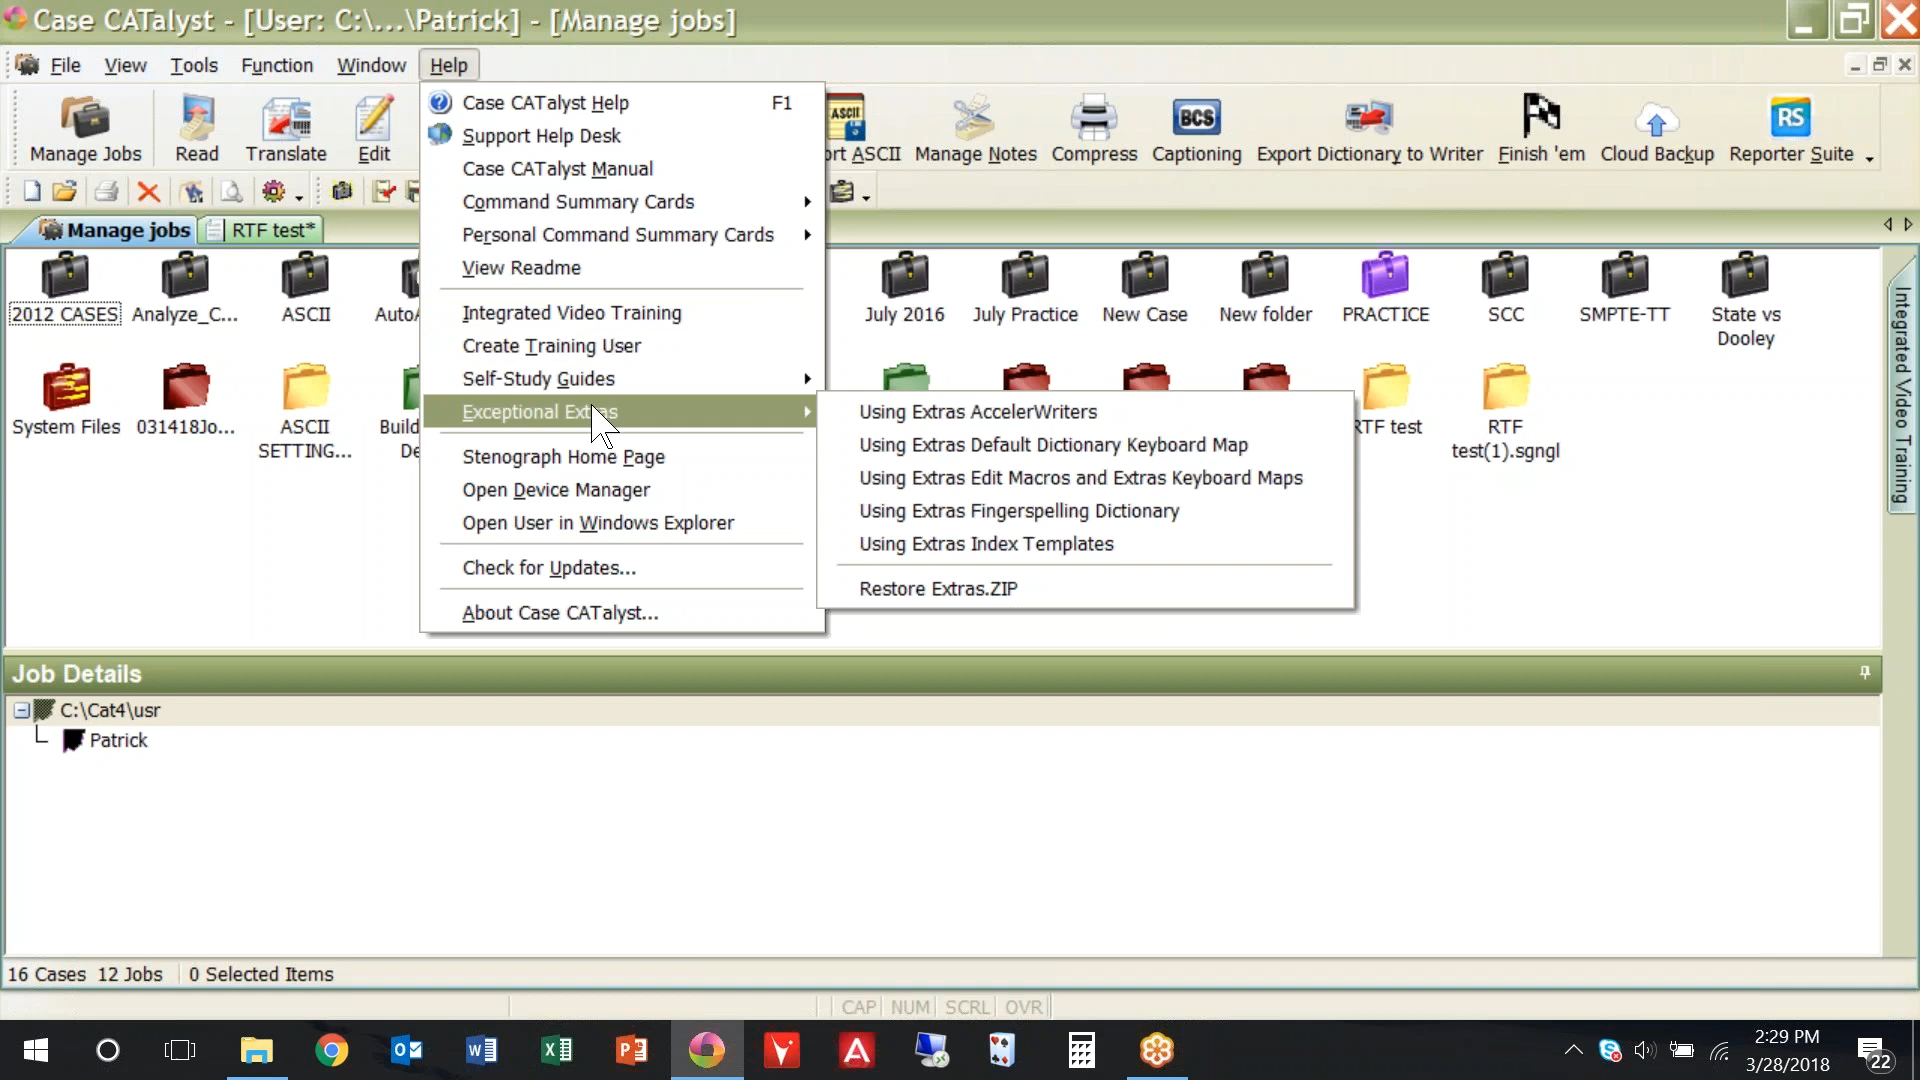 Case CATalyst - [User: C:\...\Patrick] - [Manage jobs]
File View Tools Function Window Help
Manage Jobs Read Translate Edit ort ASCII Manage Notes Compress Captioning Export Dictionary to Writer Finish 'em Cloud Backup Reporter Suite
ASCII
BCS
RS
Case CATalyst Help F1
Support Help Desk
Case CATalyst Manual
Command Summary Cards
Personal Command Summary Cards
View Readme
Integrated Video Training
Create Training User
Self-Study Guides
Exceptional Extras
Stenograph Home Page
Open Device Manager
Open User in Windows Explorer
Check for Updates...
About Case CATalyst...
Using Extras AccelerWriters
Using Extras Default Dictionary Keyboard Map
Using Extras Edit Macros and Extras Keyboard Maps
Using Extras Fingerspelling Dictionary
Using Extras Index Templates
Restore Extras.ZIP
Manage jobs RTF test*
2012 CASES Analyze_C... ASCII AutoA July 2016 July Practice New Case New folder PRACTICE SCC SMPTE-TT State vs
Dooley
System Files 031418Jo... ASCII Build RTF test RTF
SETTING... De test(1).sgngl
Integrated Video Training
Job Details
C:\Cat4\usr
Patrick
16 Cases 12 Jobs 0 Selected Items
CAP NUM SCRL OVR
2:29 PM
3/28/2018
22